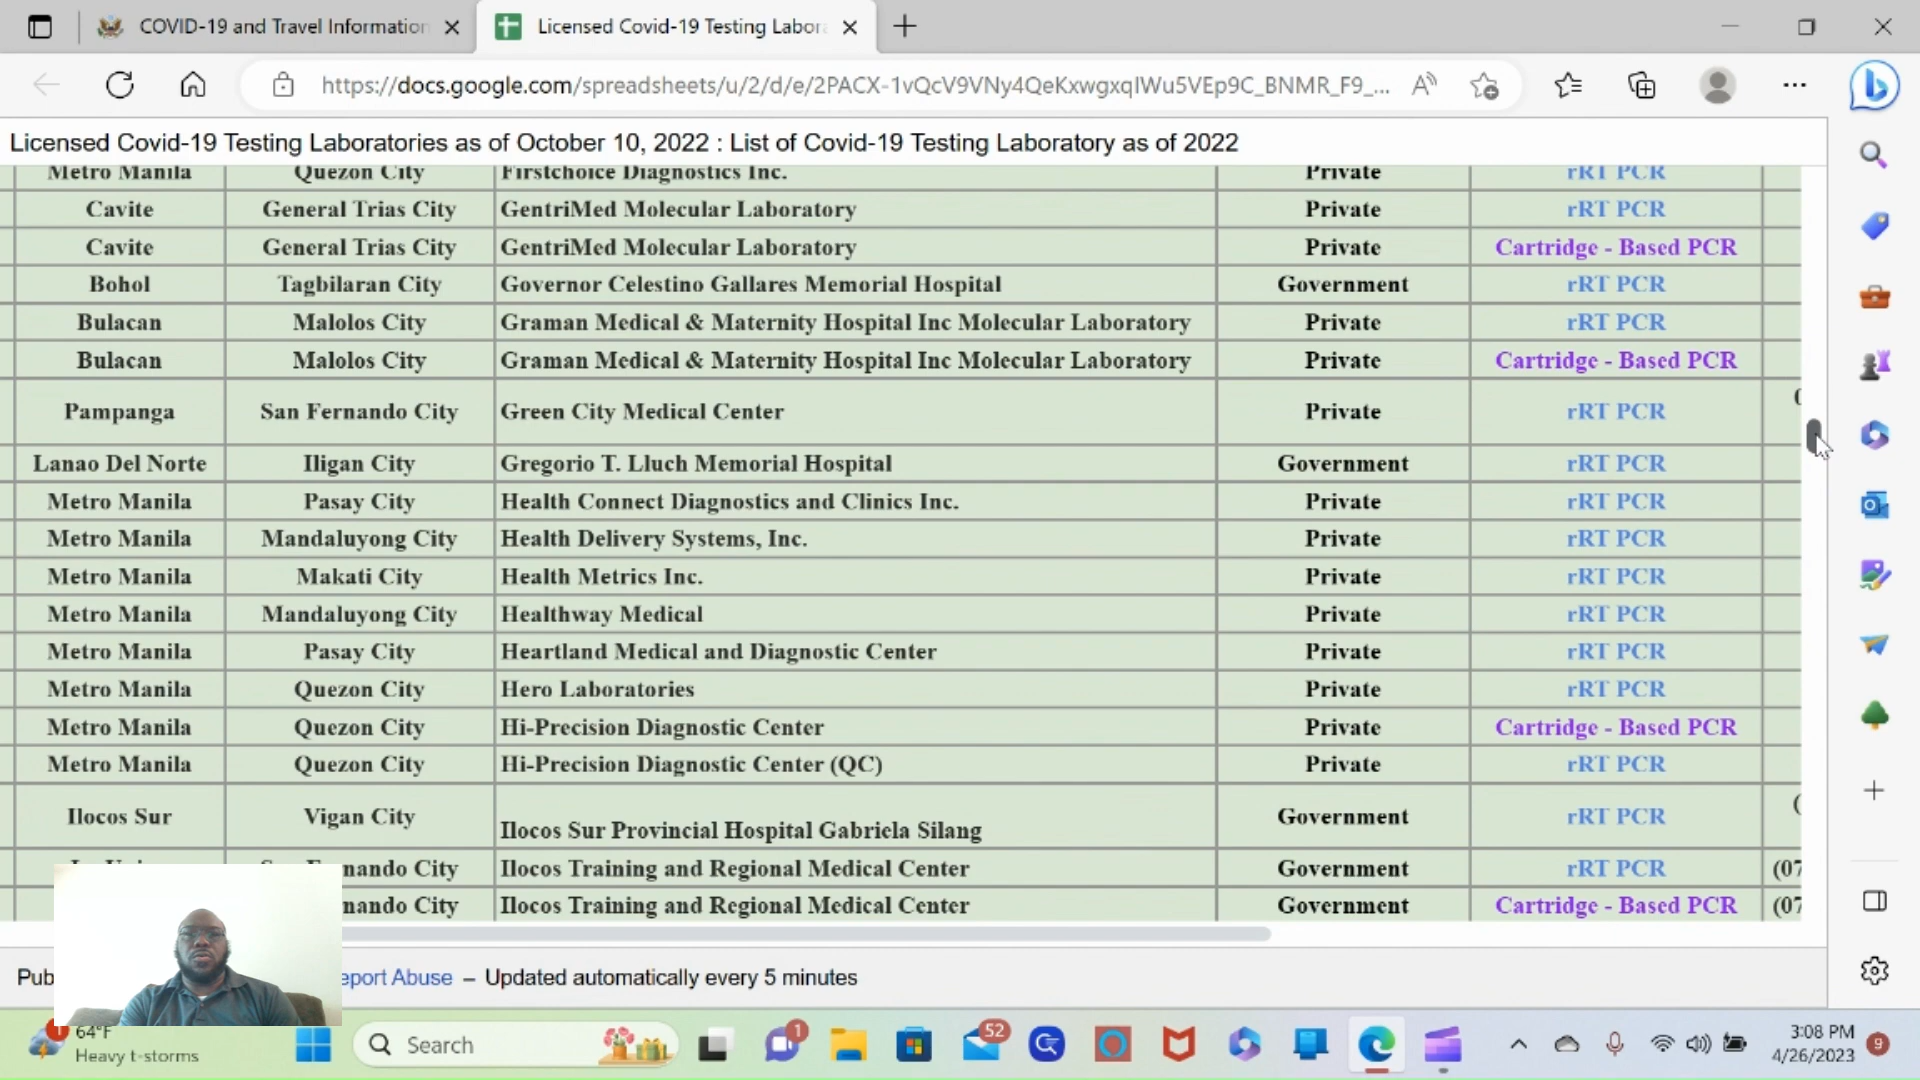 COVID-19 and Travel Information
Licensed Covid-19 Testing Labora
https://docs.google.com/spreadsheets/u/2/d/e/2PACX-1vQcV9VNy4QeKxwgxqIWu5VEp9C_BNMR_F9_...
Licensed Covid-19 Testing Laboratories as of October 10, 2022 : List of Covid-19 Testing Laboratory as of 2022
Metro Manila Quezon City Firstchoice Diagnostics Inc. Private rRT PCR
Cavite General Trias City GentriMed Molecular Laboratory Private rRT PCR
Cavite General Trias City GentriMed Molecular Laboratory Private Cartridge - Based PCR
Bohol Tagbilaran City Governor Celestino Gallares Memorial Hospital Government rRT PCR
Bulacan Malolos City Graman Medical & Maternity Hospital Inc Molecular Laboratory Private rRT PCR
Bulacan Malolos City Graman Medical & Maternity Hospital Inc Molecular Laboratory Private Cartridge - Based PCR
Pampanga San Fernando City Green City Medical Center Private rRT PCR
Lanao Del Norte Iligan City Gregorio T. Lluch Memorial Hospital Government rRT PCR
Metro Manila Pasay City Health Connect Diagnostics and Clinics Inc. Private rRT PCR
Metro Manila Mandaluyong City Health Delivery Systems, Inc. Private rRT PCR
Metro Manila Makati City Health Metrics Inc. Private rRT PCR
Metro Manila Mandaluyong City Healthway Medical Private rRT PCR
Metro Manila Pasay City Heartland Medical and Diagnostic Center Private rRT PCR
Metro Manila Quezon City Hero Laboratories Private rRT PCR
Metro Manila Quezon City Hi-Precision Diagnostic Center Private Cartridge - Based PCR
Metro Manila Quezon City Hi-Precision Diagnostic Center (QC) Private rRT PCR
Ilocos Sur Vigan City Ilocos Sur Provincial Hospital Gabriela Silang Government rRT PCR (
nando City Ilocos Training and Regional Medical Center Government rRT PCR (07
nando City Ilocos Training and Regional Medical Center Government Cartridge - Based PCR (07
Pub eport Abuse – Updated automatically every 5 minutes
1 64°F
Heavy t-storms
Search
1
52
3:08 PM
4/26/2023
9